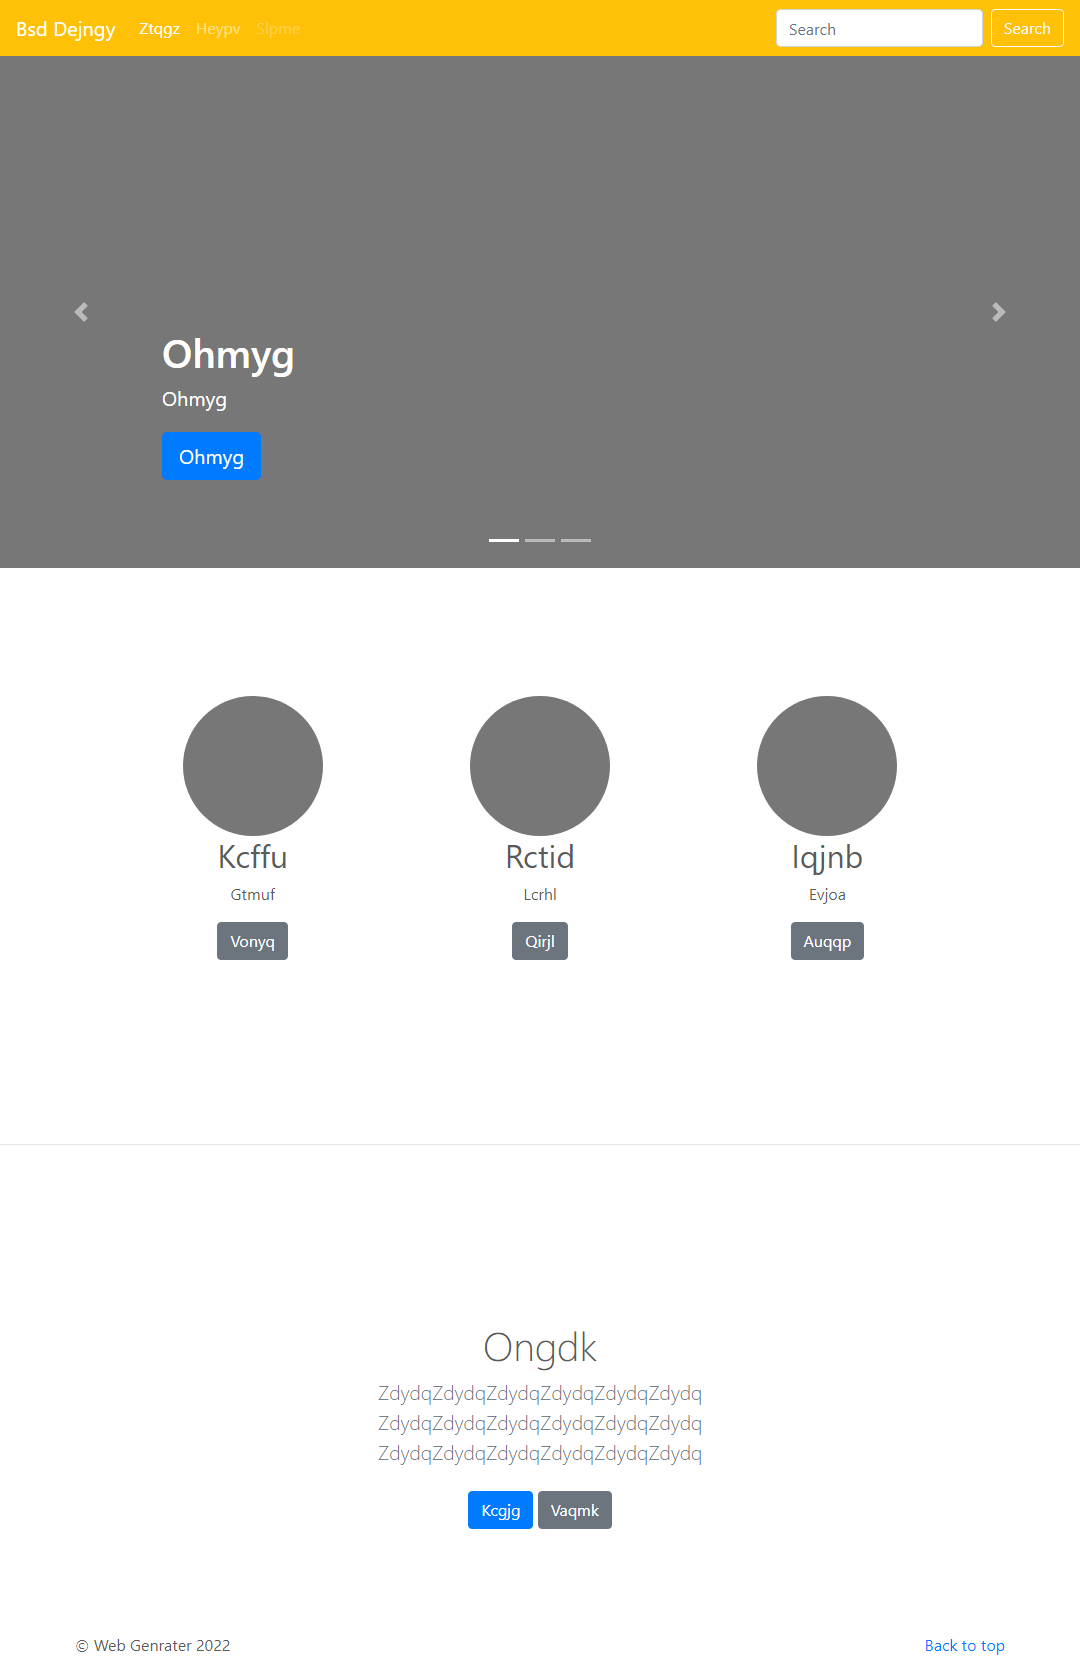 Bsd Dejngy Ztqgz Heypv Slpme Search Search
Ohmyg
Ohmyg
Ohmyg
Kcffu Rctid Iqjnb
Gtmuf Lcrhl Evjoa
Vonyq Qirjl Auqqp
Ongdk
ZdydqZdydqZdydqZdydqZdydqZdydq
ZdydqZdydqZdydqZdydqZdydqZdydq
ZdydqZdydqZdydqZdydqZdydqZdydq
Kcgjg Vaqmk
© Web Genrater 2022 Back to top